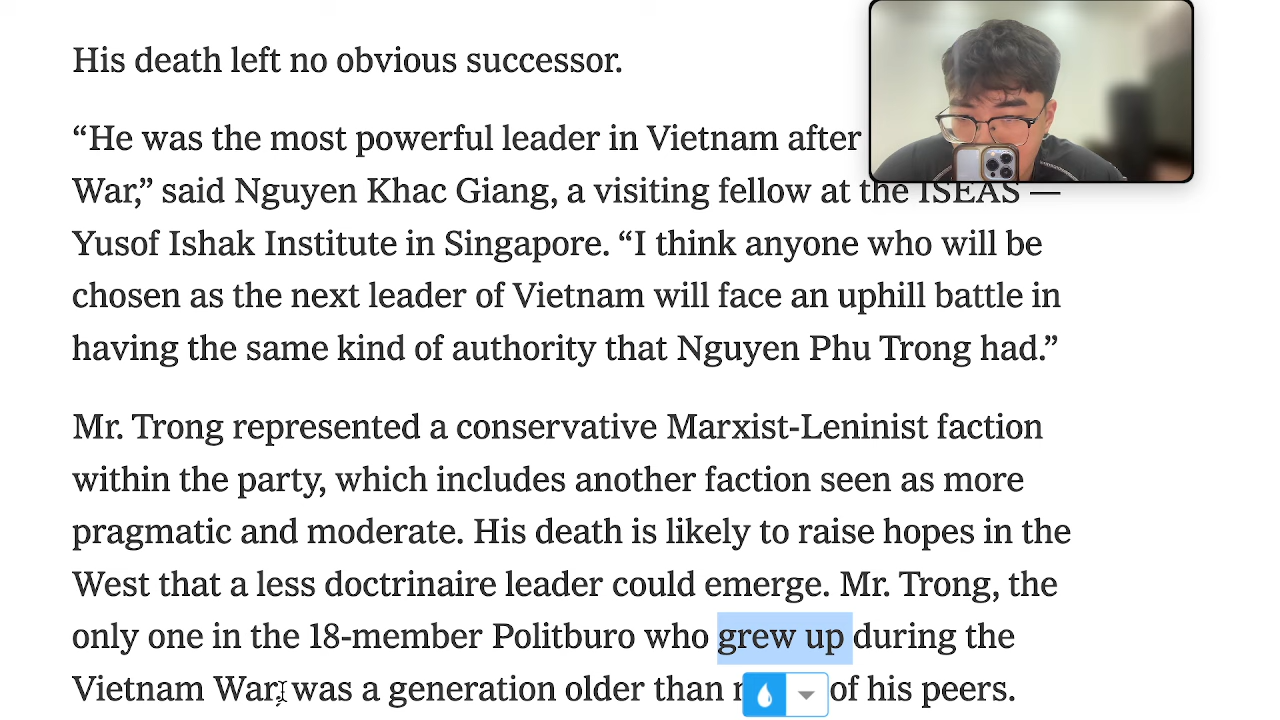 His death left no obvious successor.
“He was the most powerful leader in Vietnam after
War,” said Nguyen Khac Giang, a visiting fellow at the ISEAS —
Yusof Ishak Institute in Singapore. “I think anyone who will be
chosen as the next leader of Vietnam will face an uphill battle in
having the same kind of authority that Nguyen Phu Trong had.”
Mr. Trong represented a conservative Marxist-Leninist faction
within the party, which includes another faction seen as more
pragmatic and moderate. His death is likely to raise hopes in the
West that a less doctrinaire leader could emerge. Mr. Trong, the
only one in the 18-member Politburo who grew up during the
Vietnam War, was a generation older than of his peers.